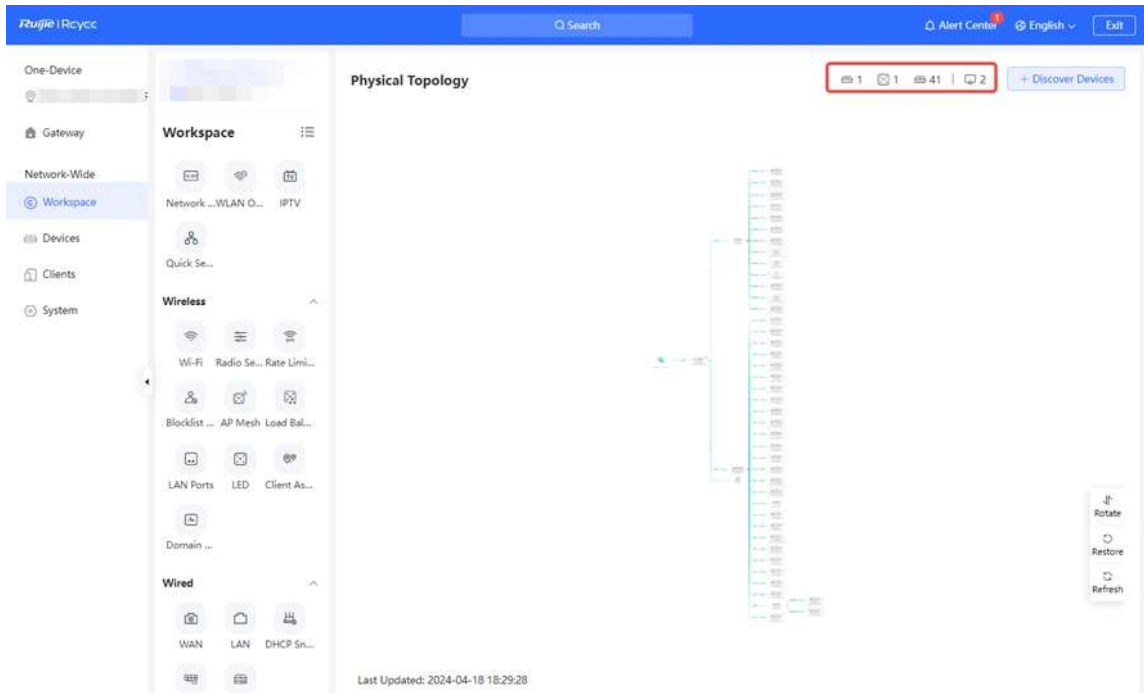 Ruijie | Rcycc
Search
Alert Center
1
English
Exit
One-Device
Gateway
Network-Wide
Workspace
Devices
Clients
System
Workspace
Network ...
WLAN O...
IPTV
Quick Se...
Wireless
Wi-Fi
Radio Se...
Rate Limi...
Blocklist ...
AP Mesh
Load Bal...
LAN Ports
LED
Client As...
Domain ...
Wired
WAN
LAN
DHCP Sn...
Physical Topology
1 1 41 | 2
+ Discover Devices
Rotate
Restore
Refresh
Last Updated: 2024-04-18 18:29:28